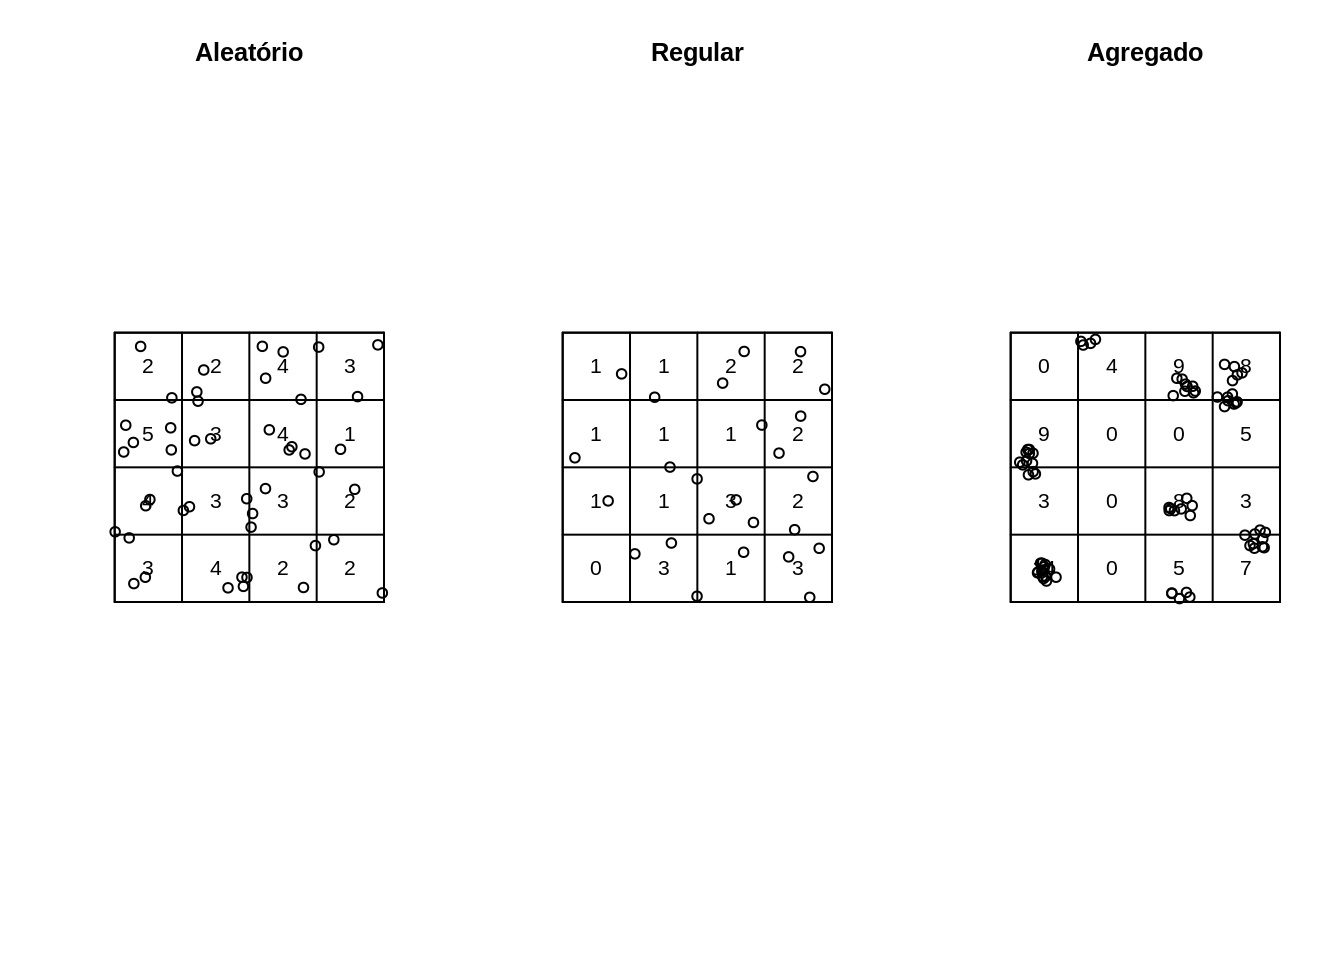 Aleatório Regular Agregado
2 2 4 3 1 1 2 2 0 4 9 8
5 3 4 1 1 1 1 2 9 0 0 5
4 3 3 2 1 1 3 2 3 0 8 3
3 4 2 2 0 3 1 3 0 5 7